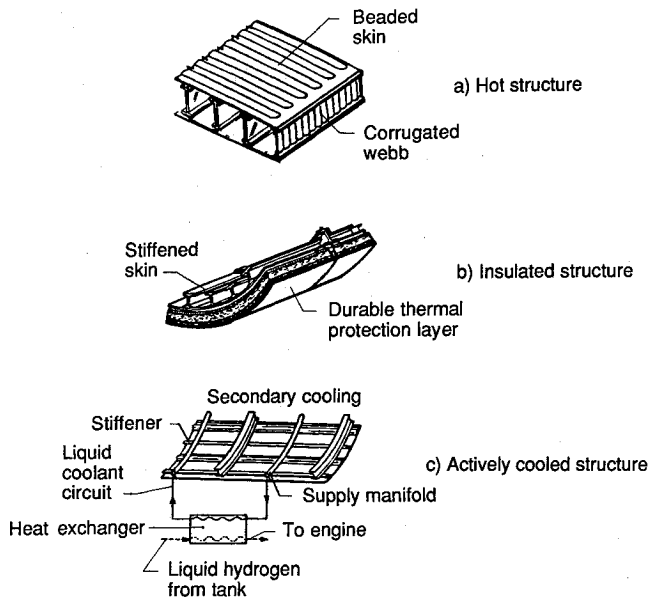 Beaded
skin
a) Hot structure
Corrugated
webb
Stiffened
skin
b) Insulated structure
Durable thermal
protection layer
Secondary cooling
Stiffener
Liquid
coolant
circuit
c) Actively cooled structure
Supply manifold
Heat exchanger
To engine
Liquid hydrogen
from tank